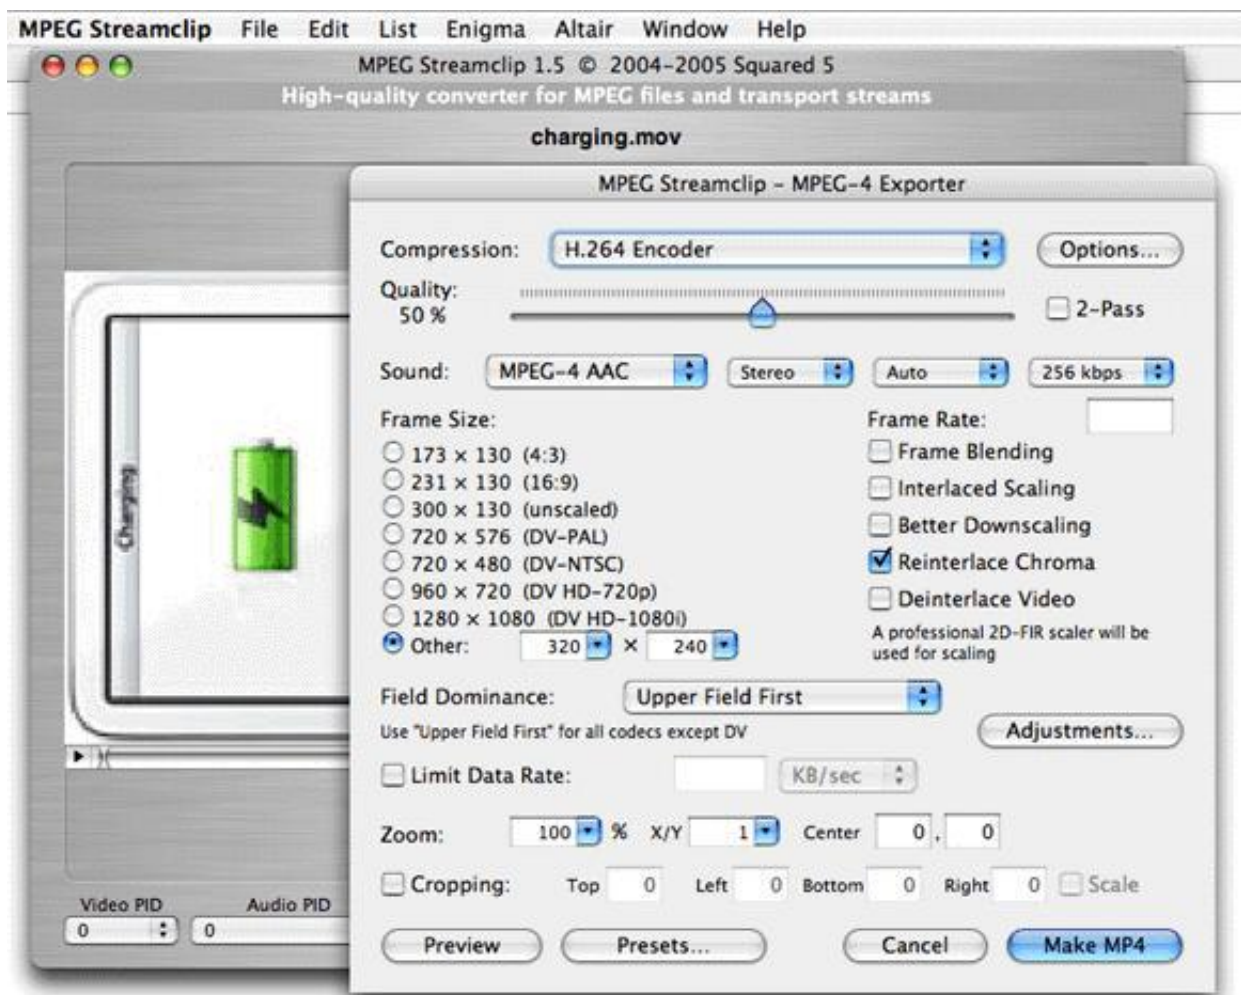 MPEG Streamclip File Edit List Enigma Altair Window Help
MPEG Streamclip 1.5 © 2004-2005 Squared 5
High-quality converter for MPEG files and transport streams
charging.mov
MPEG Streamclip - MPEG-4 Exporter
Compression: H.264 Encoder Options...
Quality:
50 % 2-Pass
Sound: MPEG-4 AAC Stereo Auto 256 kbps
Frame Size: Frame Rate:
173 × 130 (4:3) Frame Blending
231 × 130 (16:9) Interlaced Scaling
300 × 130 (unscaled)
720 × 576 (DV-PAL) Better Downscaling
720 × 480 (DV-NTSC) Reinterlace Chroma
960 × 720 (DV HD-720p) Deinterlace Video
1280 × 1080 (DV HD-1080i)
Other: 320 × 240
A professional 2D-FIR scaler will be
used for scaling
Charging
Field Dominance: Upper Field First
Use "Upper Field First" for all codecs except DV Adjustments...
Limit Data Rate: KB/sec
Zoom: 100 % X/Y 1 Center 0 , 0
Cropping: Top 0 Left 0 Bottom 0 Right 0 Scale
Video PID Audio PID
0 0
Preview Presets... Cancel Make MP4